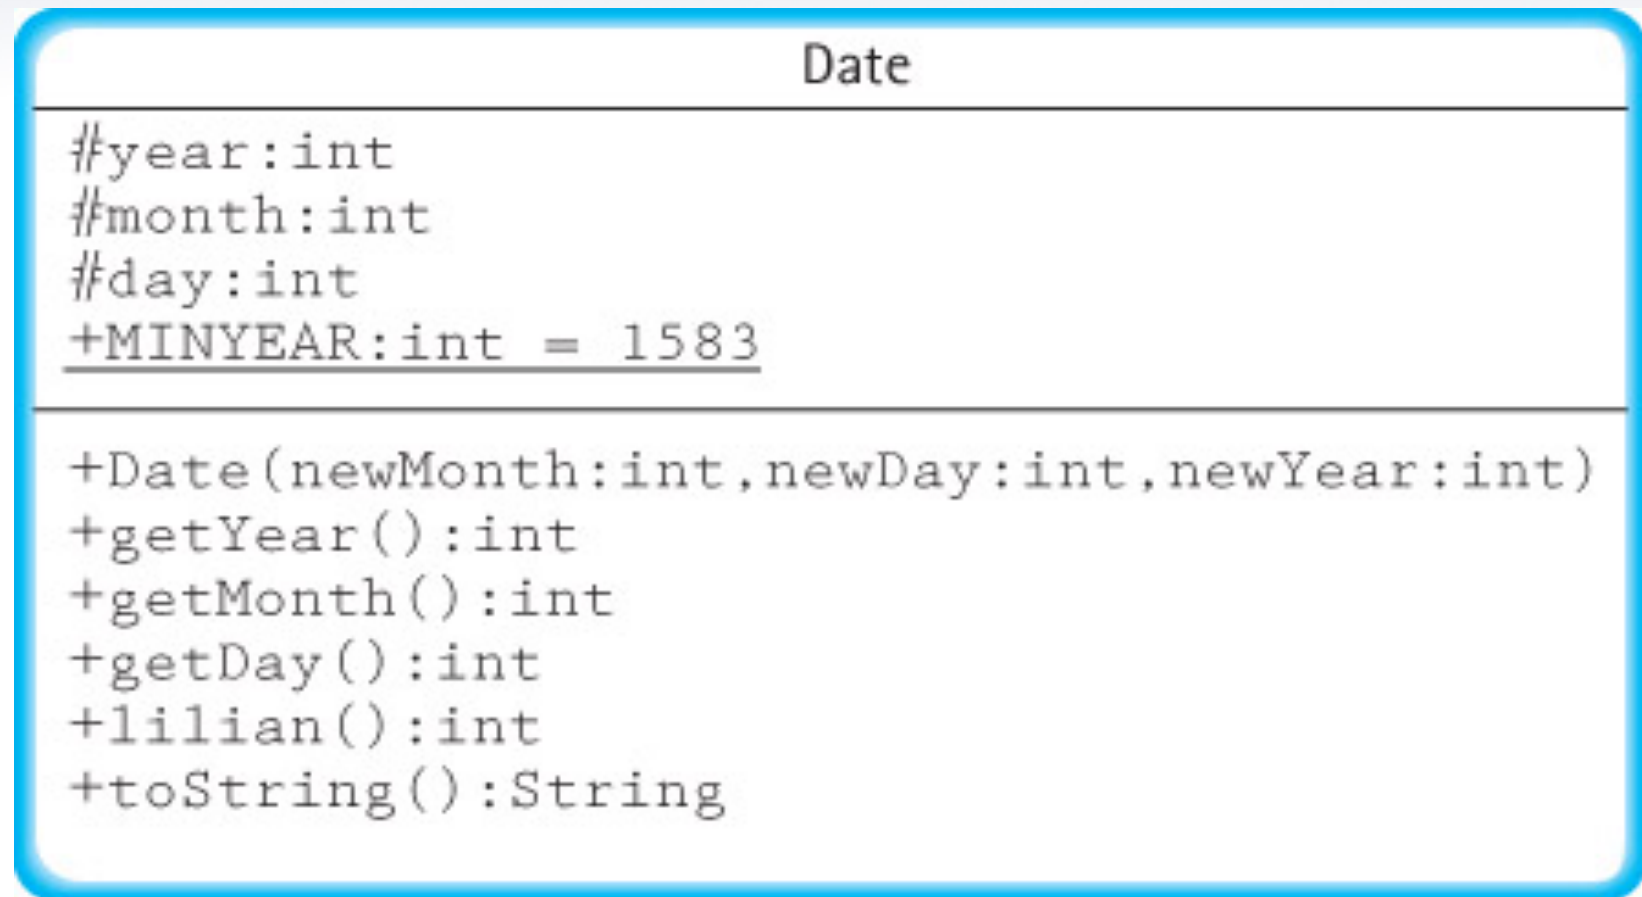 Date
#year:int
#month:int
#day:int
+MINYEAR:int = 1583
+Date(newMonth:int,newDay:int,newYear:int)
+getYear():int
+getMonth():int
+getDay():int
+lilian():int
+toString():String